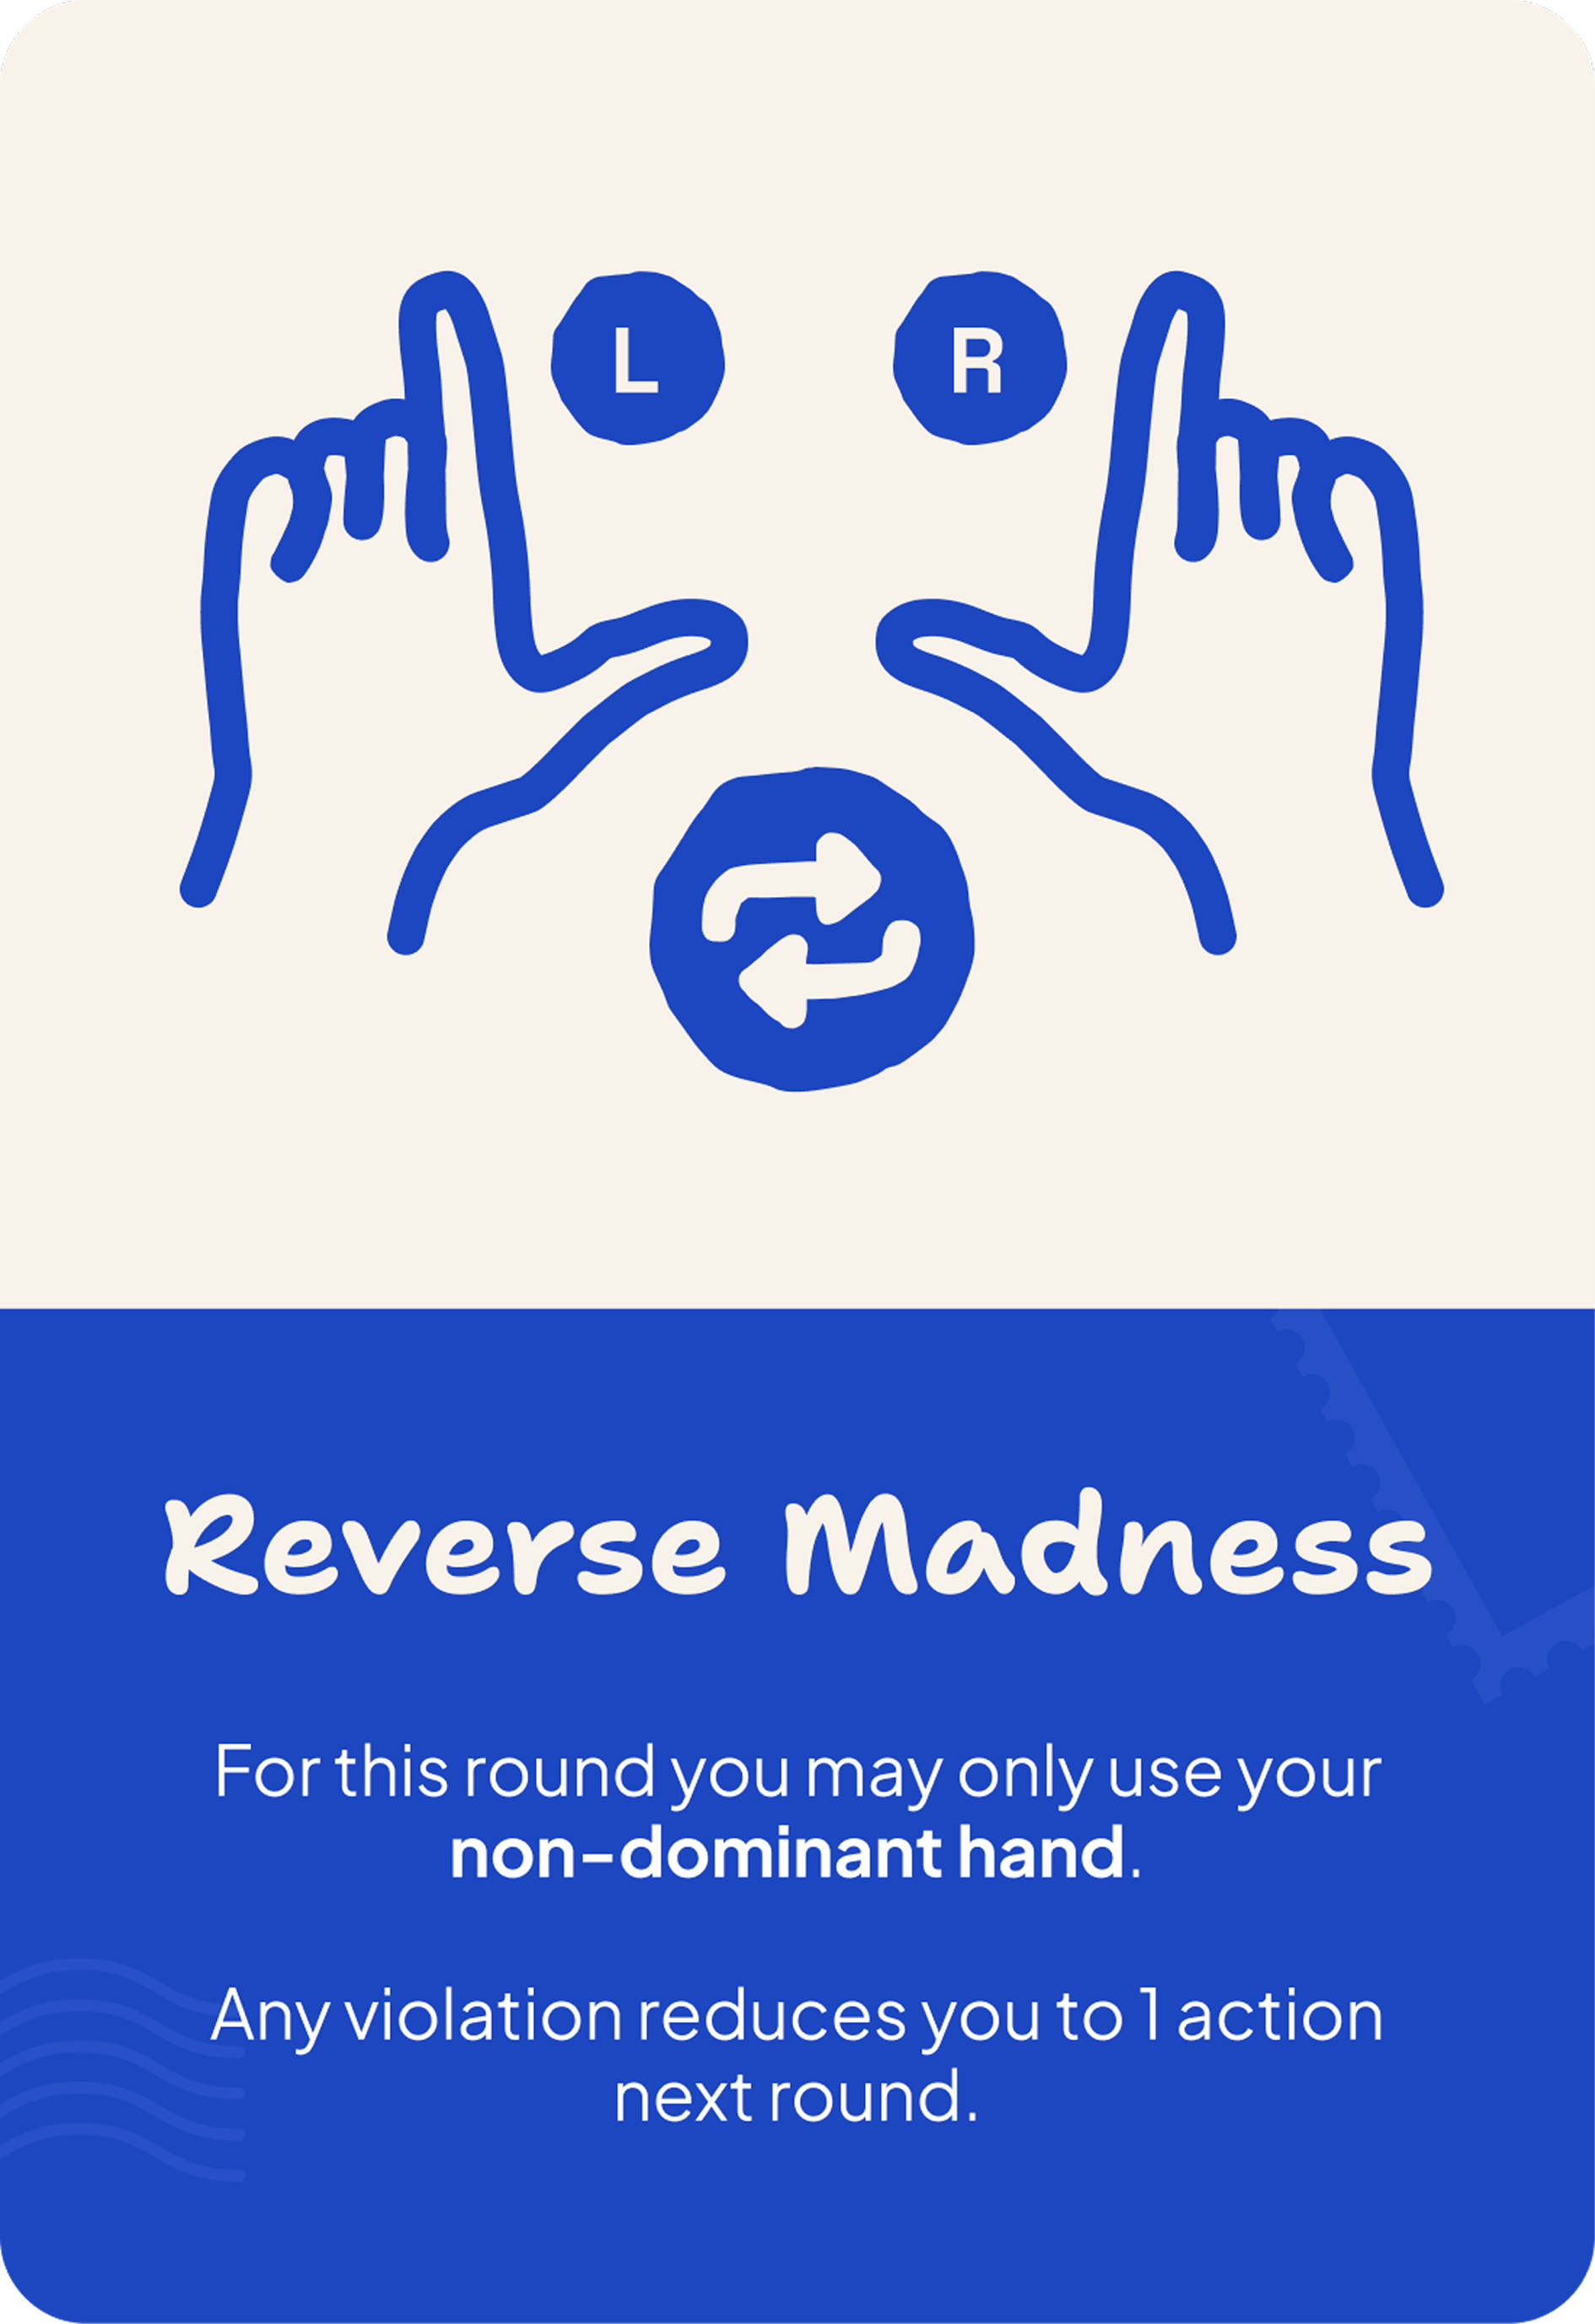 L R
Reverse Madness
For this round you may only use your
non-dominant hand.
Any violation reduces you to 1 action
next round.